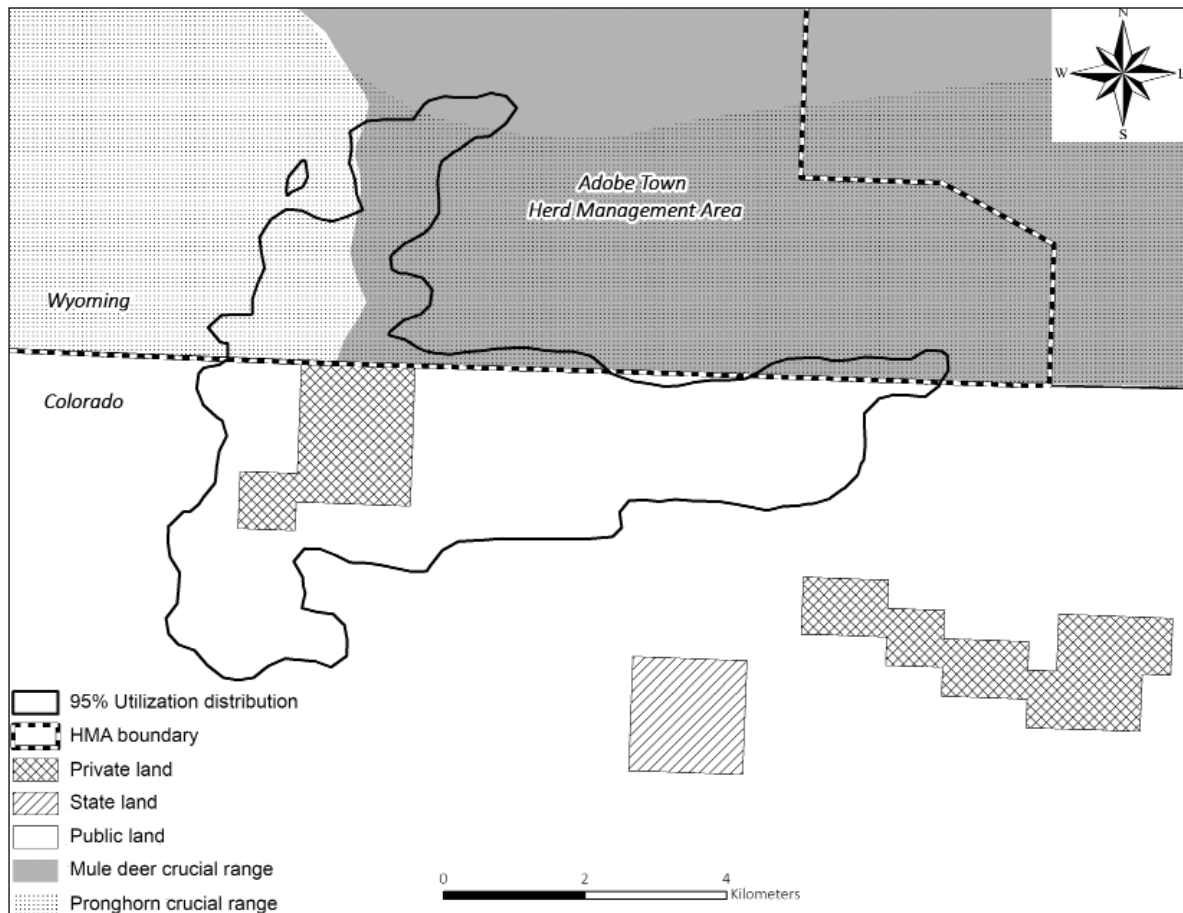 N
W
S
Adobe Town
Herd Management Area
Wyoming
Colorado
95% Utilization distribution
HMA boundary
Private land
State land
Public land
Mule deer crucial range
Pronghorn crucial range
0 2 4
Kilometers